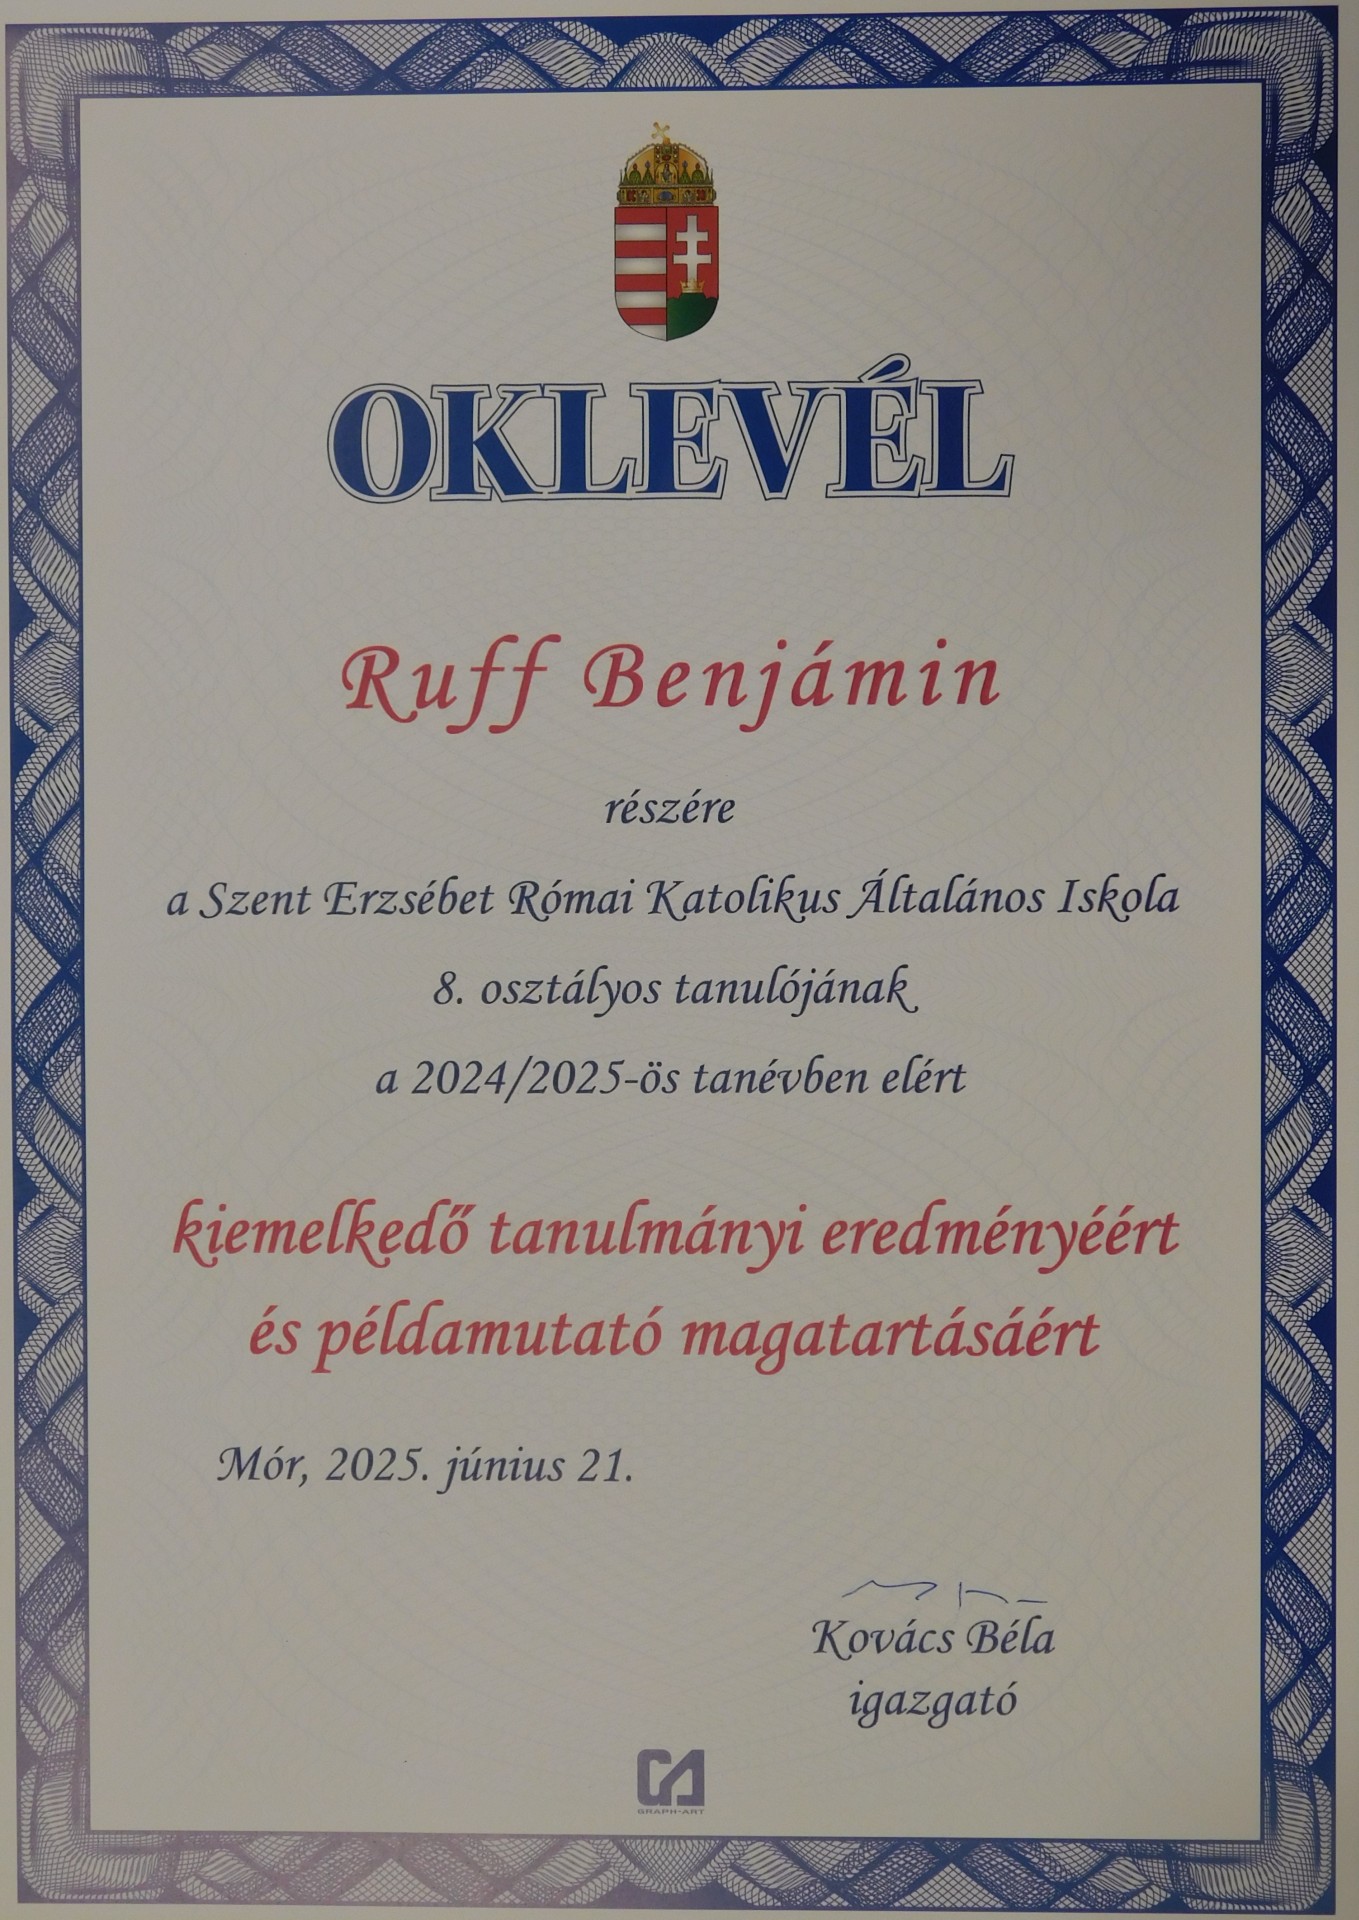 OKLEVÉL
Ruff Benjámin
részére
a Szent Erzsébet Római Katolikus Általános Iskola
8. osztályos tanulójának
a 2024/2025-ös tanévben elért
kiemelkedő tanulmányi eredményéért
és példamutató magatartásáért
Mór, 2025. június 21.
Kovács Béla
igazgató
GRAPH-ART